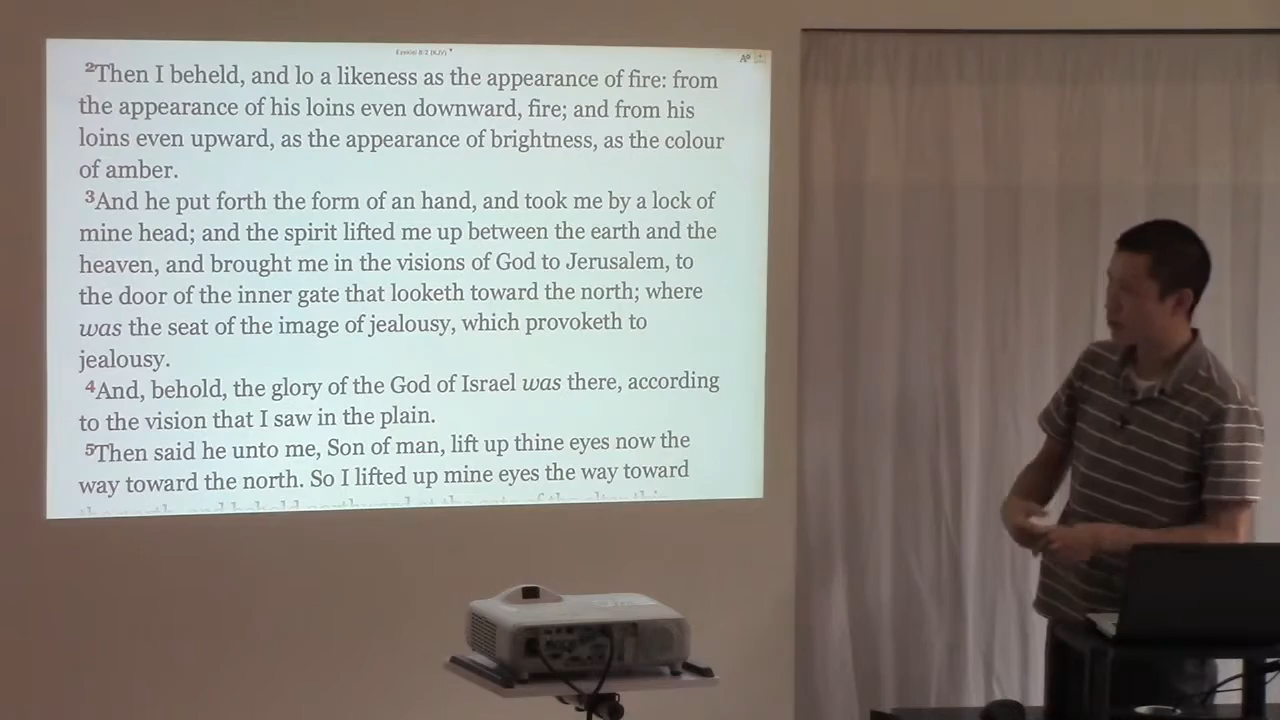 Ezekiel 8:2 (KJV)
2Then I beheld, and lo a likeness as the appearance of fire: from
the appearance of his loins even downward, fire; and from his
loins even upward, as the appearance of brightness, as the colour
of amber.
3And he put forth the form of an hand, and took me by a lock of
mine head; and the spirit lifted me up between the earth and the
heaven, and brought me in the visions of God to Jerusalem, to
the door of the inner gate that looketh toward the north; where
was the seat of the image of jealousy, which provoketh to
jealousy.
4And, behold, the glory of the God of Israel was there, according
to the vision that I saw in the plain.
5Then said he unto me, Son of man, lift up thine eyes now the
way toward the north. So I lifted up mine eyes the way toward